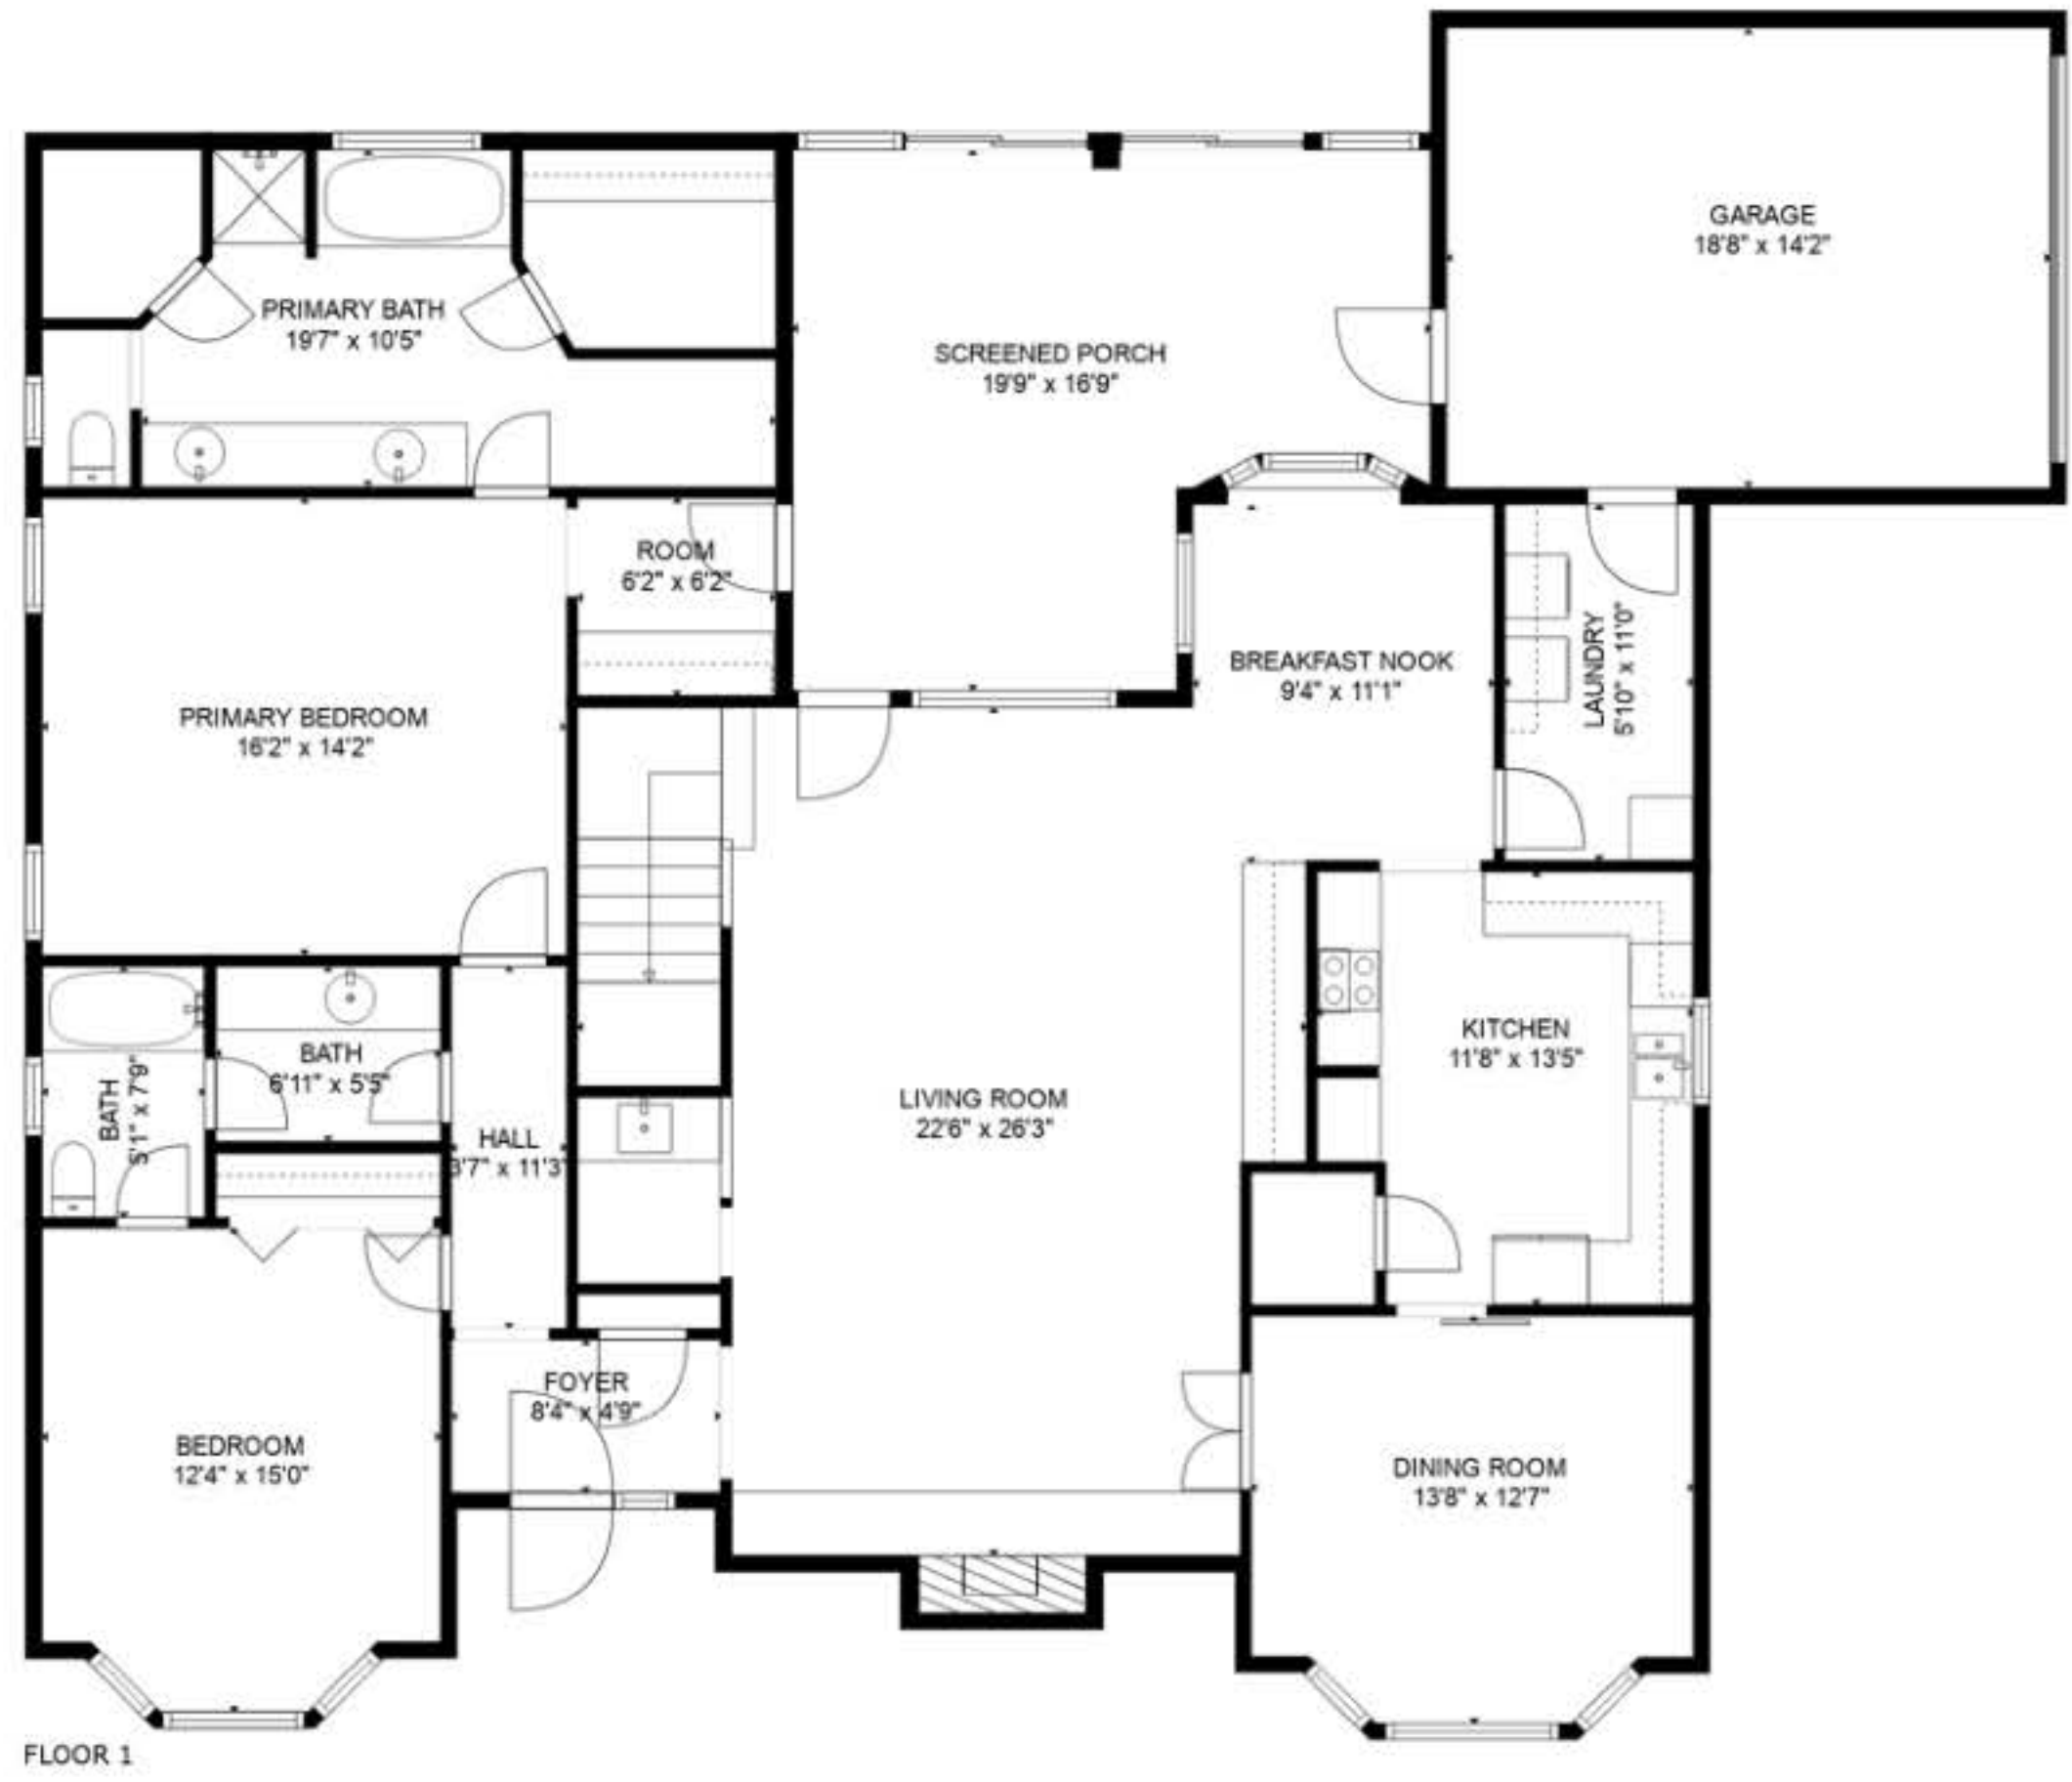 GARAGE
18'8" x 14'2"
PRIMARY BATH
19'7" x 10'5"
SCREENED PORCH
19'9" x 16'9"
ROOM
6'2" x 6'2"
BREAKFAST NOOK
9'4" x 11'1"
LAUNDRY
5'10" x 11'0"
PRIMARY BEDROOM
16'2" x 14'2"
KITCHEN
11'8" x 13'5"
BATH
6'11" x 5'5"
BATH
5'1" x 7'9"
LIVING ROOM
22'6" x 26'3"
HALL
3'7" x 11'3"
FOYER
8'4" x 4'9"
BEDROOM
12'4" x 15'0"
DINING ROOM
13'8" x 12'7"
FLOOR 1